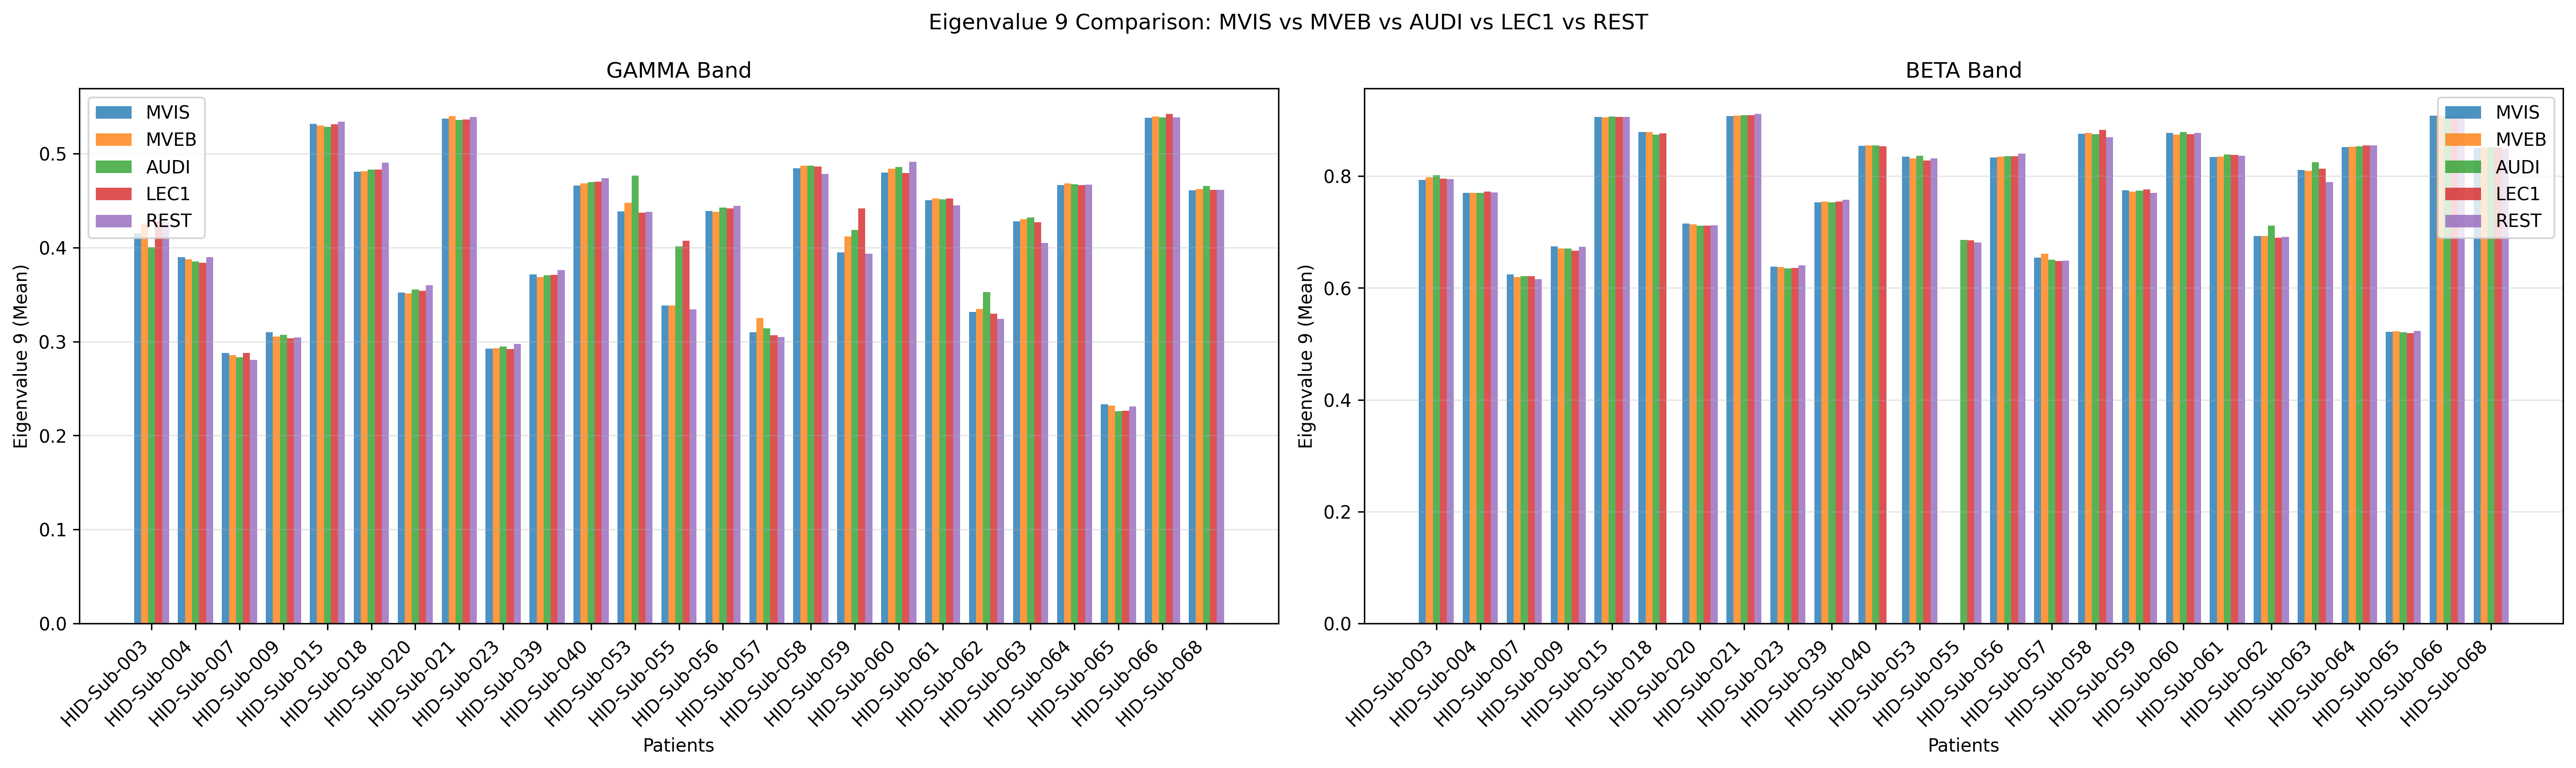 Eigenvalue 9 Comparison: MVIS vs MVEB vs AUDI vs LEC1 vs REST
GAMMA Band
MVIS
MVEB
AUDI
LEC1
REST
Eigenvalue 9 (Mean)
0.5
0.4
0.3
0.2
0.1
0.0
HID-Sub-003
HID-Sub-004
HID-Sub-007
HID-Sub-009
HID-Sub-015
HID-Sub-018
HID-Sub-020
HID-Sub-021
HID-Sub-023
HID-Sub-039
HID-Sub-040
HID-Sub-053
HID-Sub-055
HID-Sub-056
HID-Sub-057
HID-Sub-058
HID-Sub-059
HID-Sub-060
HID-Sub-061
HID-Sub-062
HID-Sub-063
HID-Sub-064
HID-Sub-065
HID-Sub-066
HID-Sub-068
Patients
BETA Band
MVIS
MVEB
AUDI
LEC1
REST
Eigenvalue 9 (Mean)
0.8
0.6
0.4
0.2
0.0
HID-Sub-003
HID-Sub-004
HID-Sub-007
HID-Sub-009
HID-Sub-015
HID-Sub-018
HID-Sub-020
HID-Sub-021
HID-Sub-023
HID-Sub-039
HID-Sub-040
HID-Sub-053
HID-Sub-055
HID-Sub-056
HID-Sub-057
HID-Sub-058
HID-Sub-059
HID-Sub-060
HID-Sub-061
HID-Sub-062
HID-Sub-063
HID-Sub-064
HID-Sub-065
HID-Sub-066
HID-Sub-068
Patients